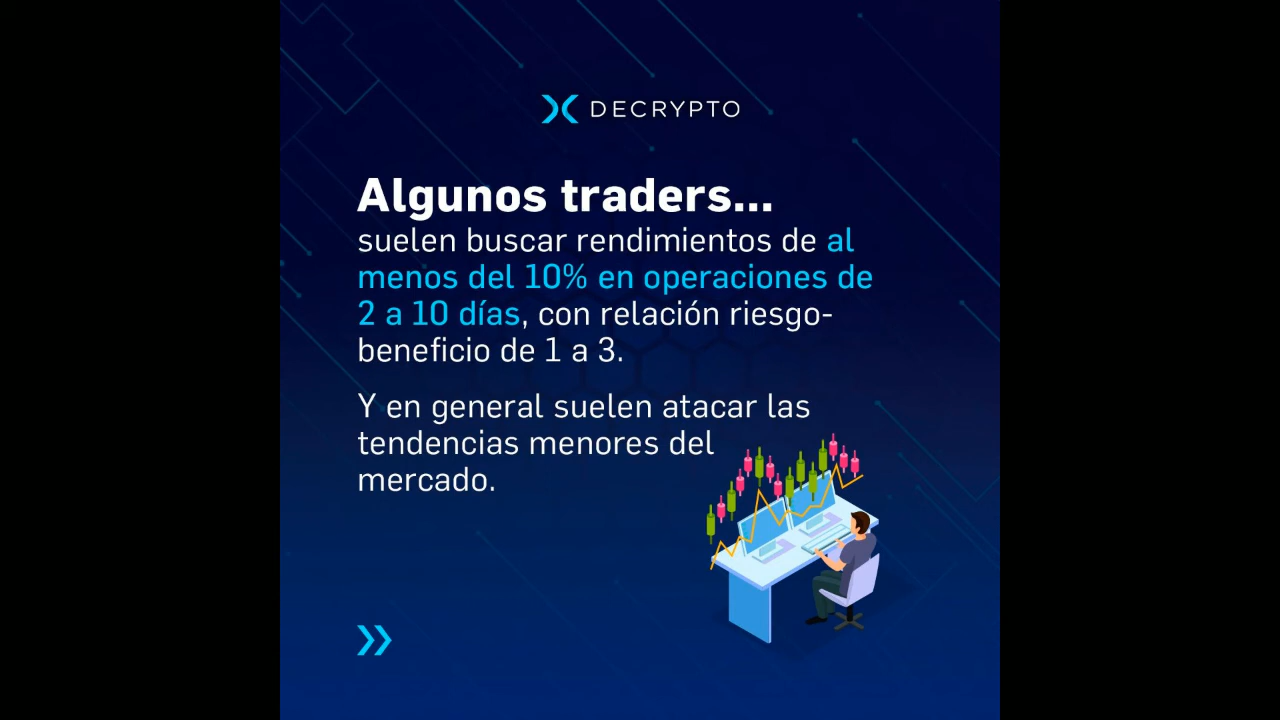 DECRYPTO
Algunos traders...
suelen buscar rendimientos de al
menos del 10% en operaciones de
2 a 10 días, con relación riesgo-
beneficio de 1 a 3.
Y en general suelen atacar las
tendencias menores del
mercado.